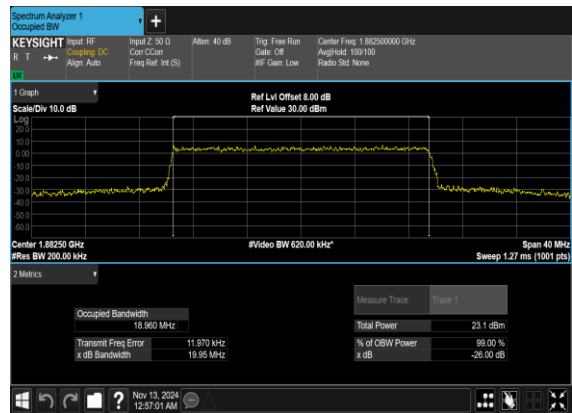 Spectrum Analyzer 1
Occupied BW
+
KEYSIGHT Input: RF Input Z: 50 Ω Atten: 40 dB Trig: Free Run Center Freq: 1.882500000 GHz
R T Coupling: DC Corr CCorr Gate: Off Avg|Hold: 100/100
Align: Auto Freq Ref: Int (S) #IF Gain: Low Radio Std: None
LW
1 Graph
Ref Lvl Offset 8.00 dB
Scale/Div 10.0 dB Ref Value 30.00 dBm
Log
20.0
10.0
0.00
-10.0
-20.0
-30.0
-40.0
-50.0
-60.0
Center 1.88250 GHz #Video BW 620.00 kHz* Span 40 MHz
#Res BW 200.00 kHz Sweep 1.27 ms (1001 pts)
2 Metrics
Measure Trace Trace 1
Occupied Bandwidth
18.960 MHz Total Power 23.1 dBm
Transmit Freq Error 11.970 kHz % of OBW Power 99.00 %
x dB Bandwidth 19.95 MHz x dB -26.00 dB
? Nov 13, 2024
12:57:01 AM